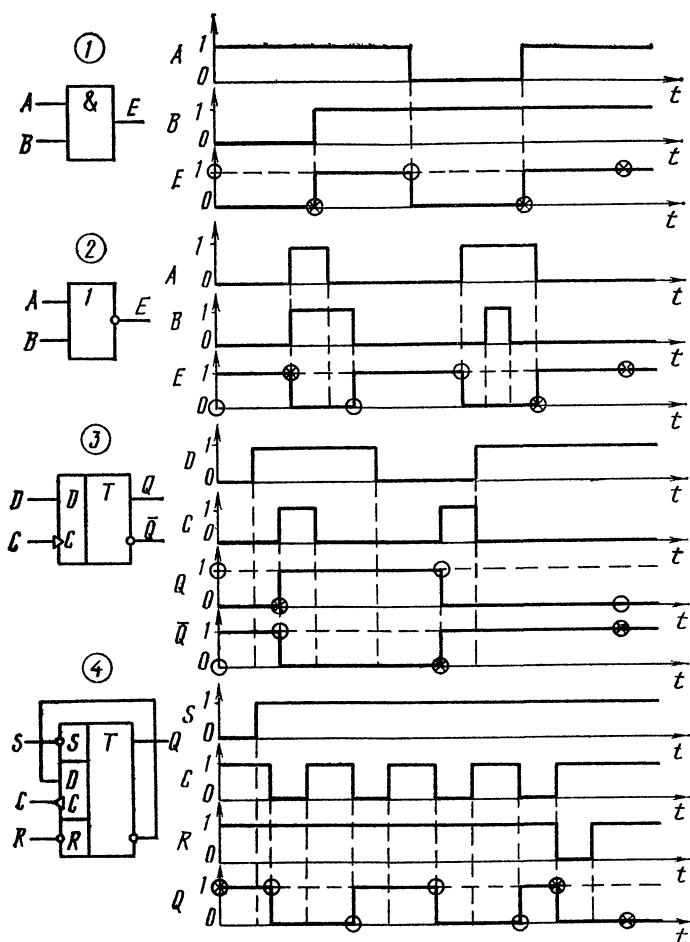 1
A & E
B
A 1
0
t
B 1
0
t
E 1
0
t
2
A 1 E
B
A 1
0
t
B 1
0
t
E 1
0
t
3
D D T Q
C C Q̅
D 1
0
t
C 1
0
t
Q 1
0
t
Q̅ 1
0
t
4
S S T Q
D
C C
R R
S 1
0
t
C 1
0
t
R 1
0
t
Q 1
0
t